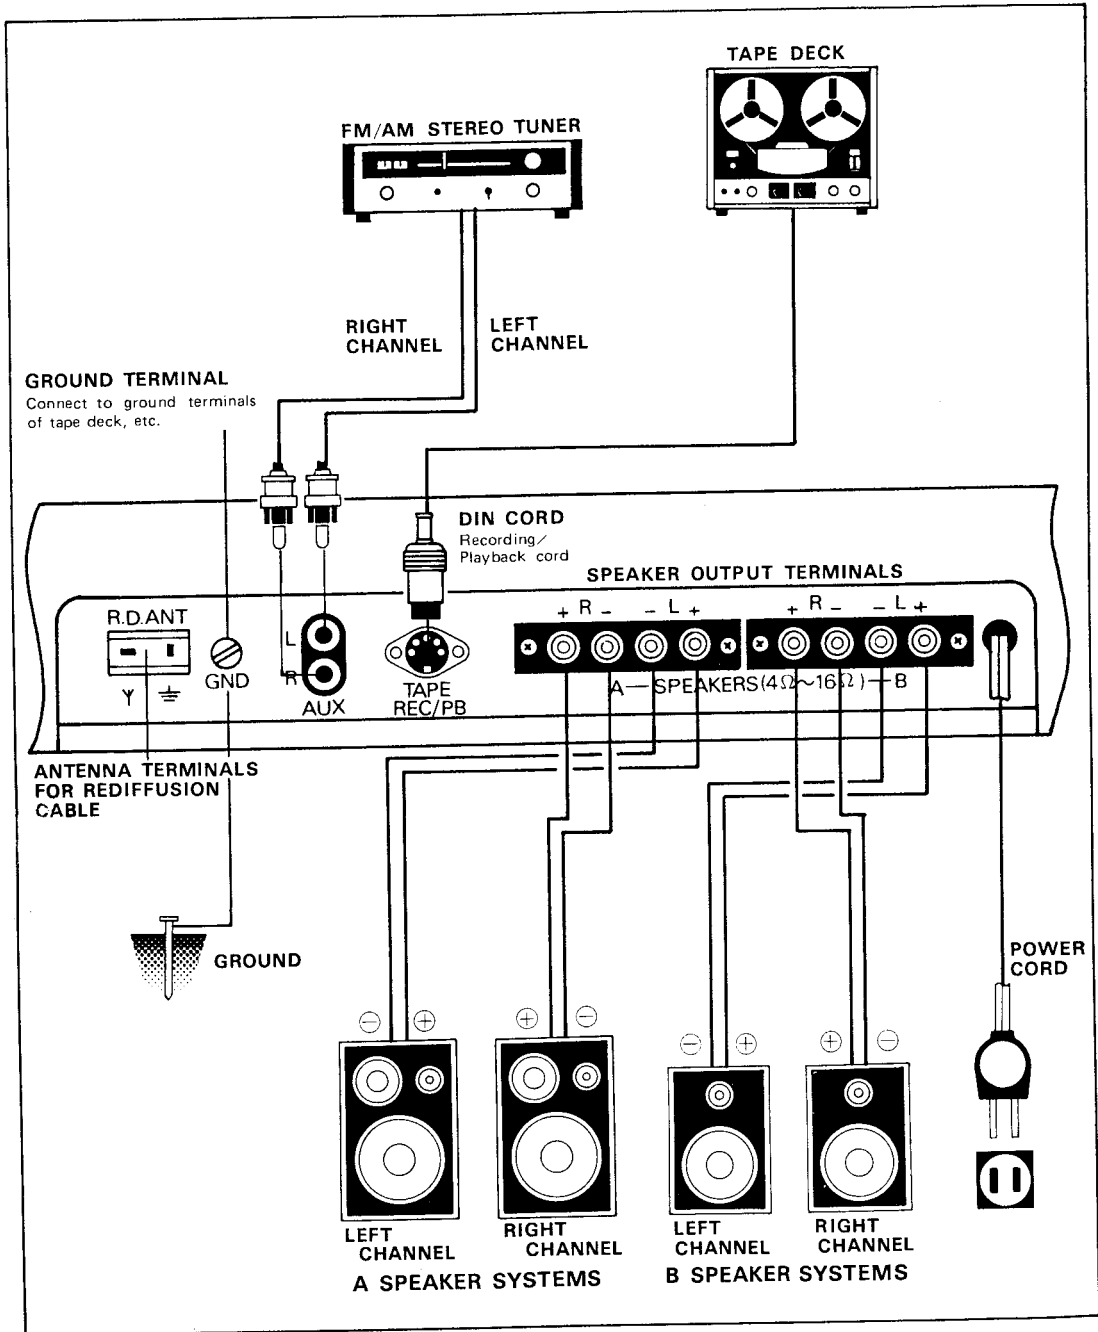 TAPE DECK
FM/AM STEREO TUNER
RIGHT
CHANNEL
LEFT
CHANNEL
GROUND TERMINAL
Connect to ground terminals
of tape deck, etc.
DIN CORD
Recording/
Playback cord
SPEAKER OUTPUT TERMINALS
+ R − − L + + R − − L +
R.D.ANT
L
R
GND
AUX
TAPE
REC/PB
A—SPEAKERS(4Ω~16Ω)—B
ANTENNA TERMINALS
FOR REDIFFUSION
CABLE
GROUND
POWER
CORD
⊖ ⊕ ⊕ ⊖ ⊖ ⊕ ⊕ ⊖
LEFT
CHANNEL
RIGHT
CHANNEL
LEFT
CHANNEL
RIGHT
CHANNEL
A SPEAKER SYSTEMS
B SPEAKER SYSTEMS